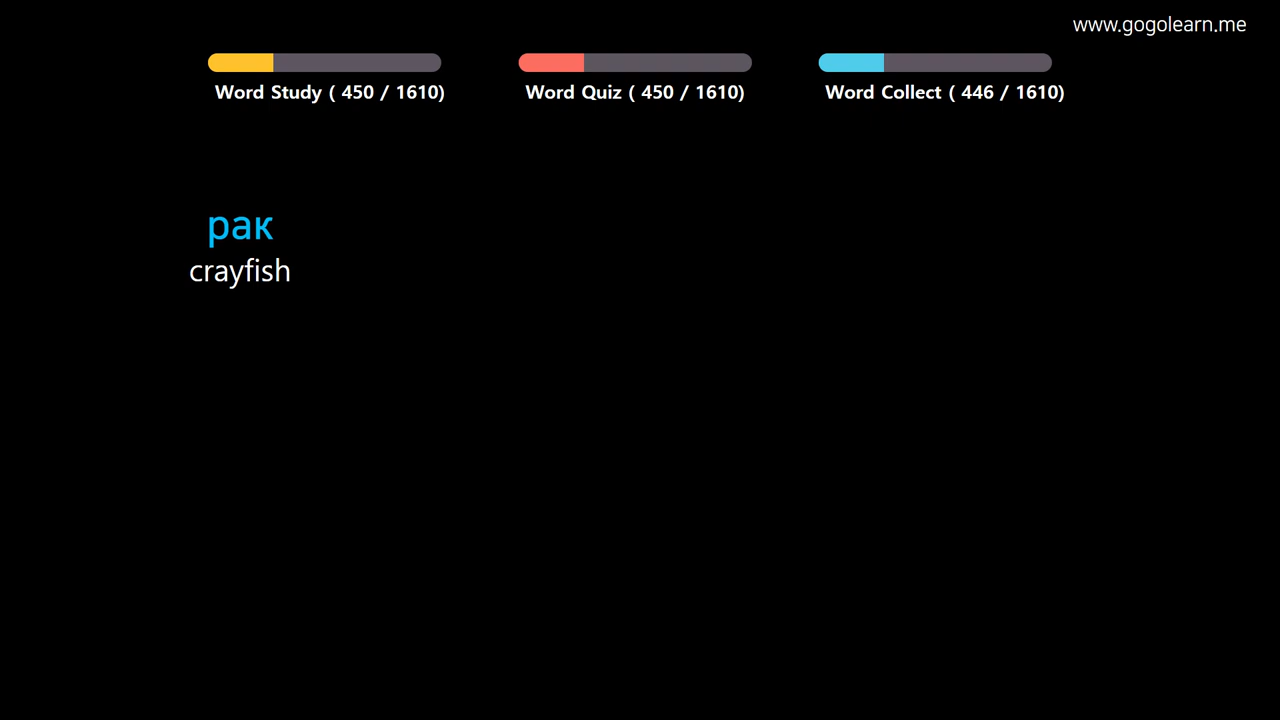 www.gogolearn.me
Word Study ( 450 / 1610)
Word Quiz ( 450 / 1610)
Word Collect ( 446 / 1610)
рак
crayfish